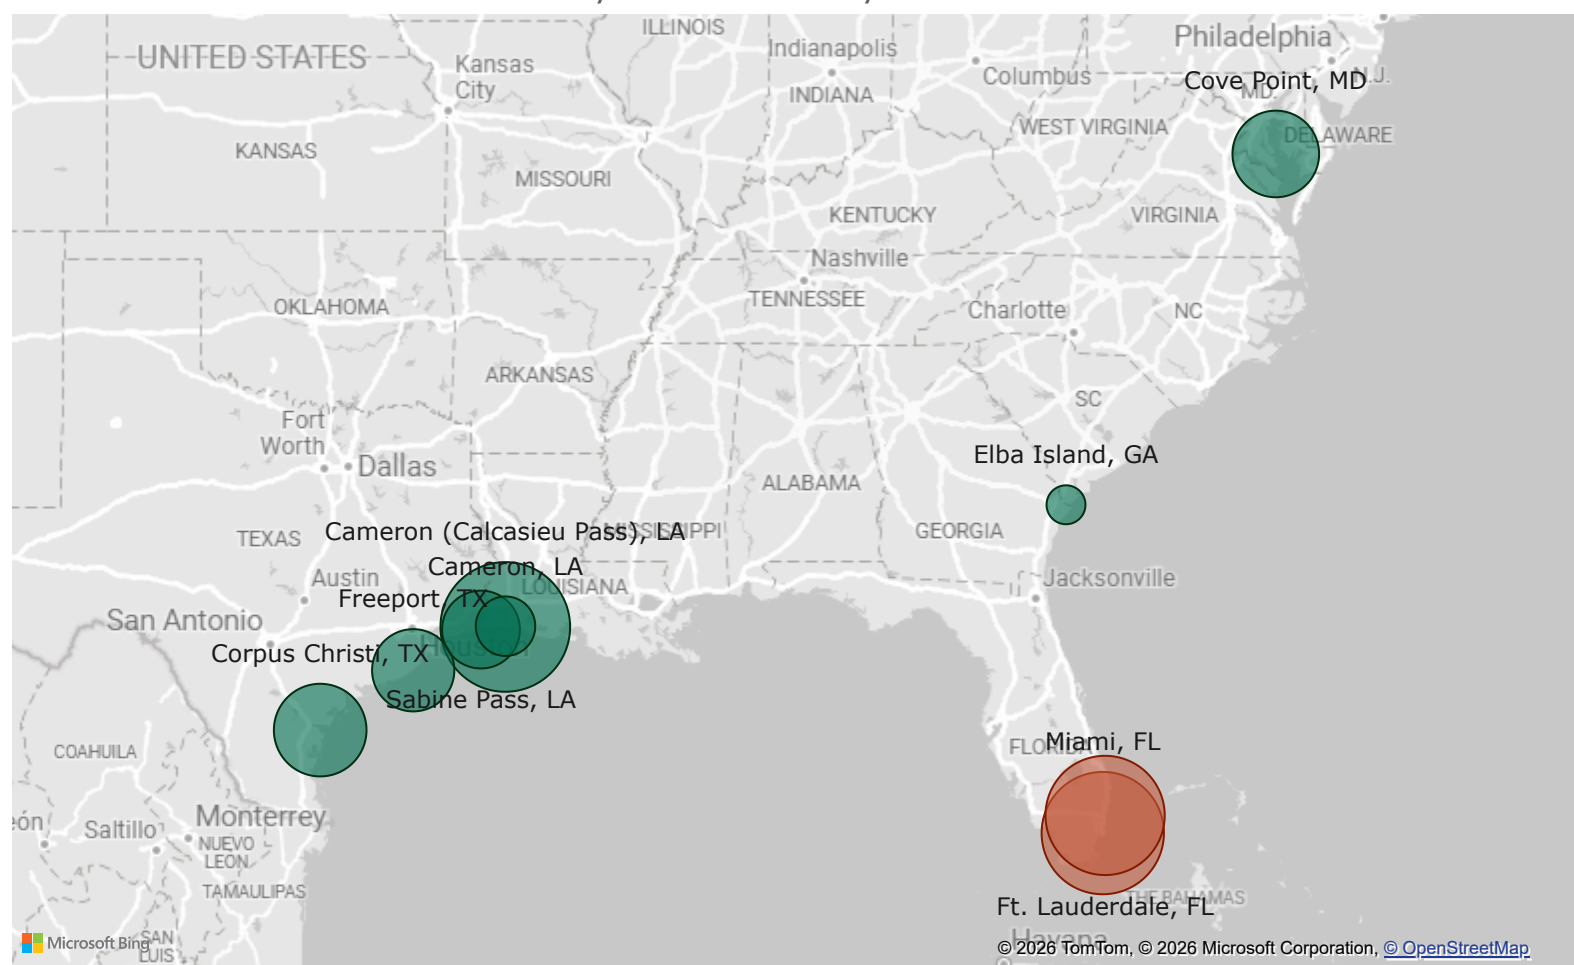 ILLINOIS
Philadelphia
UNITED STATES
Indianapolis
Kansas
City
Columbus
N.J.
Cove Point, MD
MD.
INDIANA
WEST VIRGINIA
DELAWARE
KANSAS
MISSOURI
KENTUCKY
VIRGINIA
Nashville
TENNESSEE
OKLAHOMA
Charlotte
NC
ARKANSAS
SC
Fort
Worth
Dallas
Elba Island, GA
ALABAMA
TEXAS
Cameron (Calcasieu Pass), LA
MISSISSIPPI
GEORGIA
Cameron, LA
Austin
LOUISIANA
Jacksonville
Freeport, TX
San Antonio
Houston
Corpus Christi, TX
Sabine Pass, LA
COAHUILA
FLORIDA
Miami, FL
Monterrey
Saltillo
NUEVO
LEON
TAMAULIPAS
THE BAHAMAS
Ft. Lauderdale, FL
Havana
Microsoft Bing
SAN
LUIS
© 2026 TomTom, © 2026 Microsoft Corporation, © OpenStreetMap